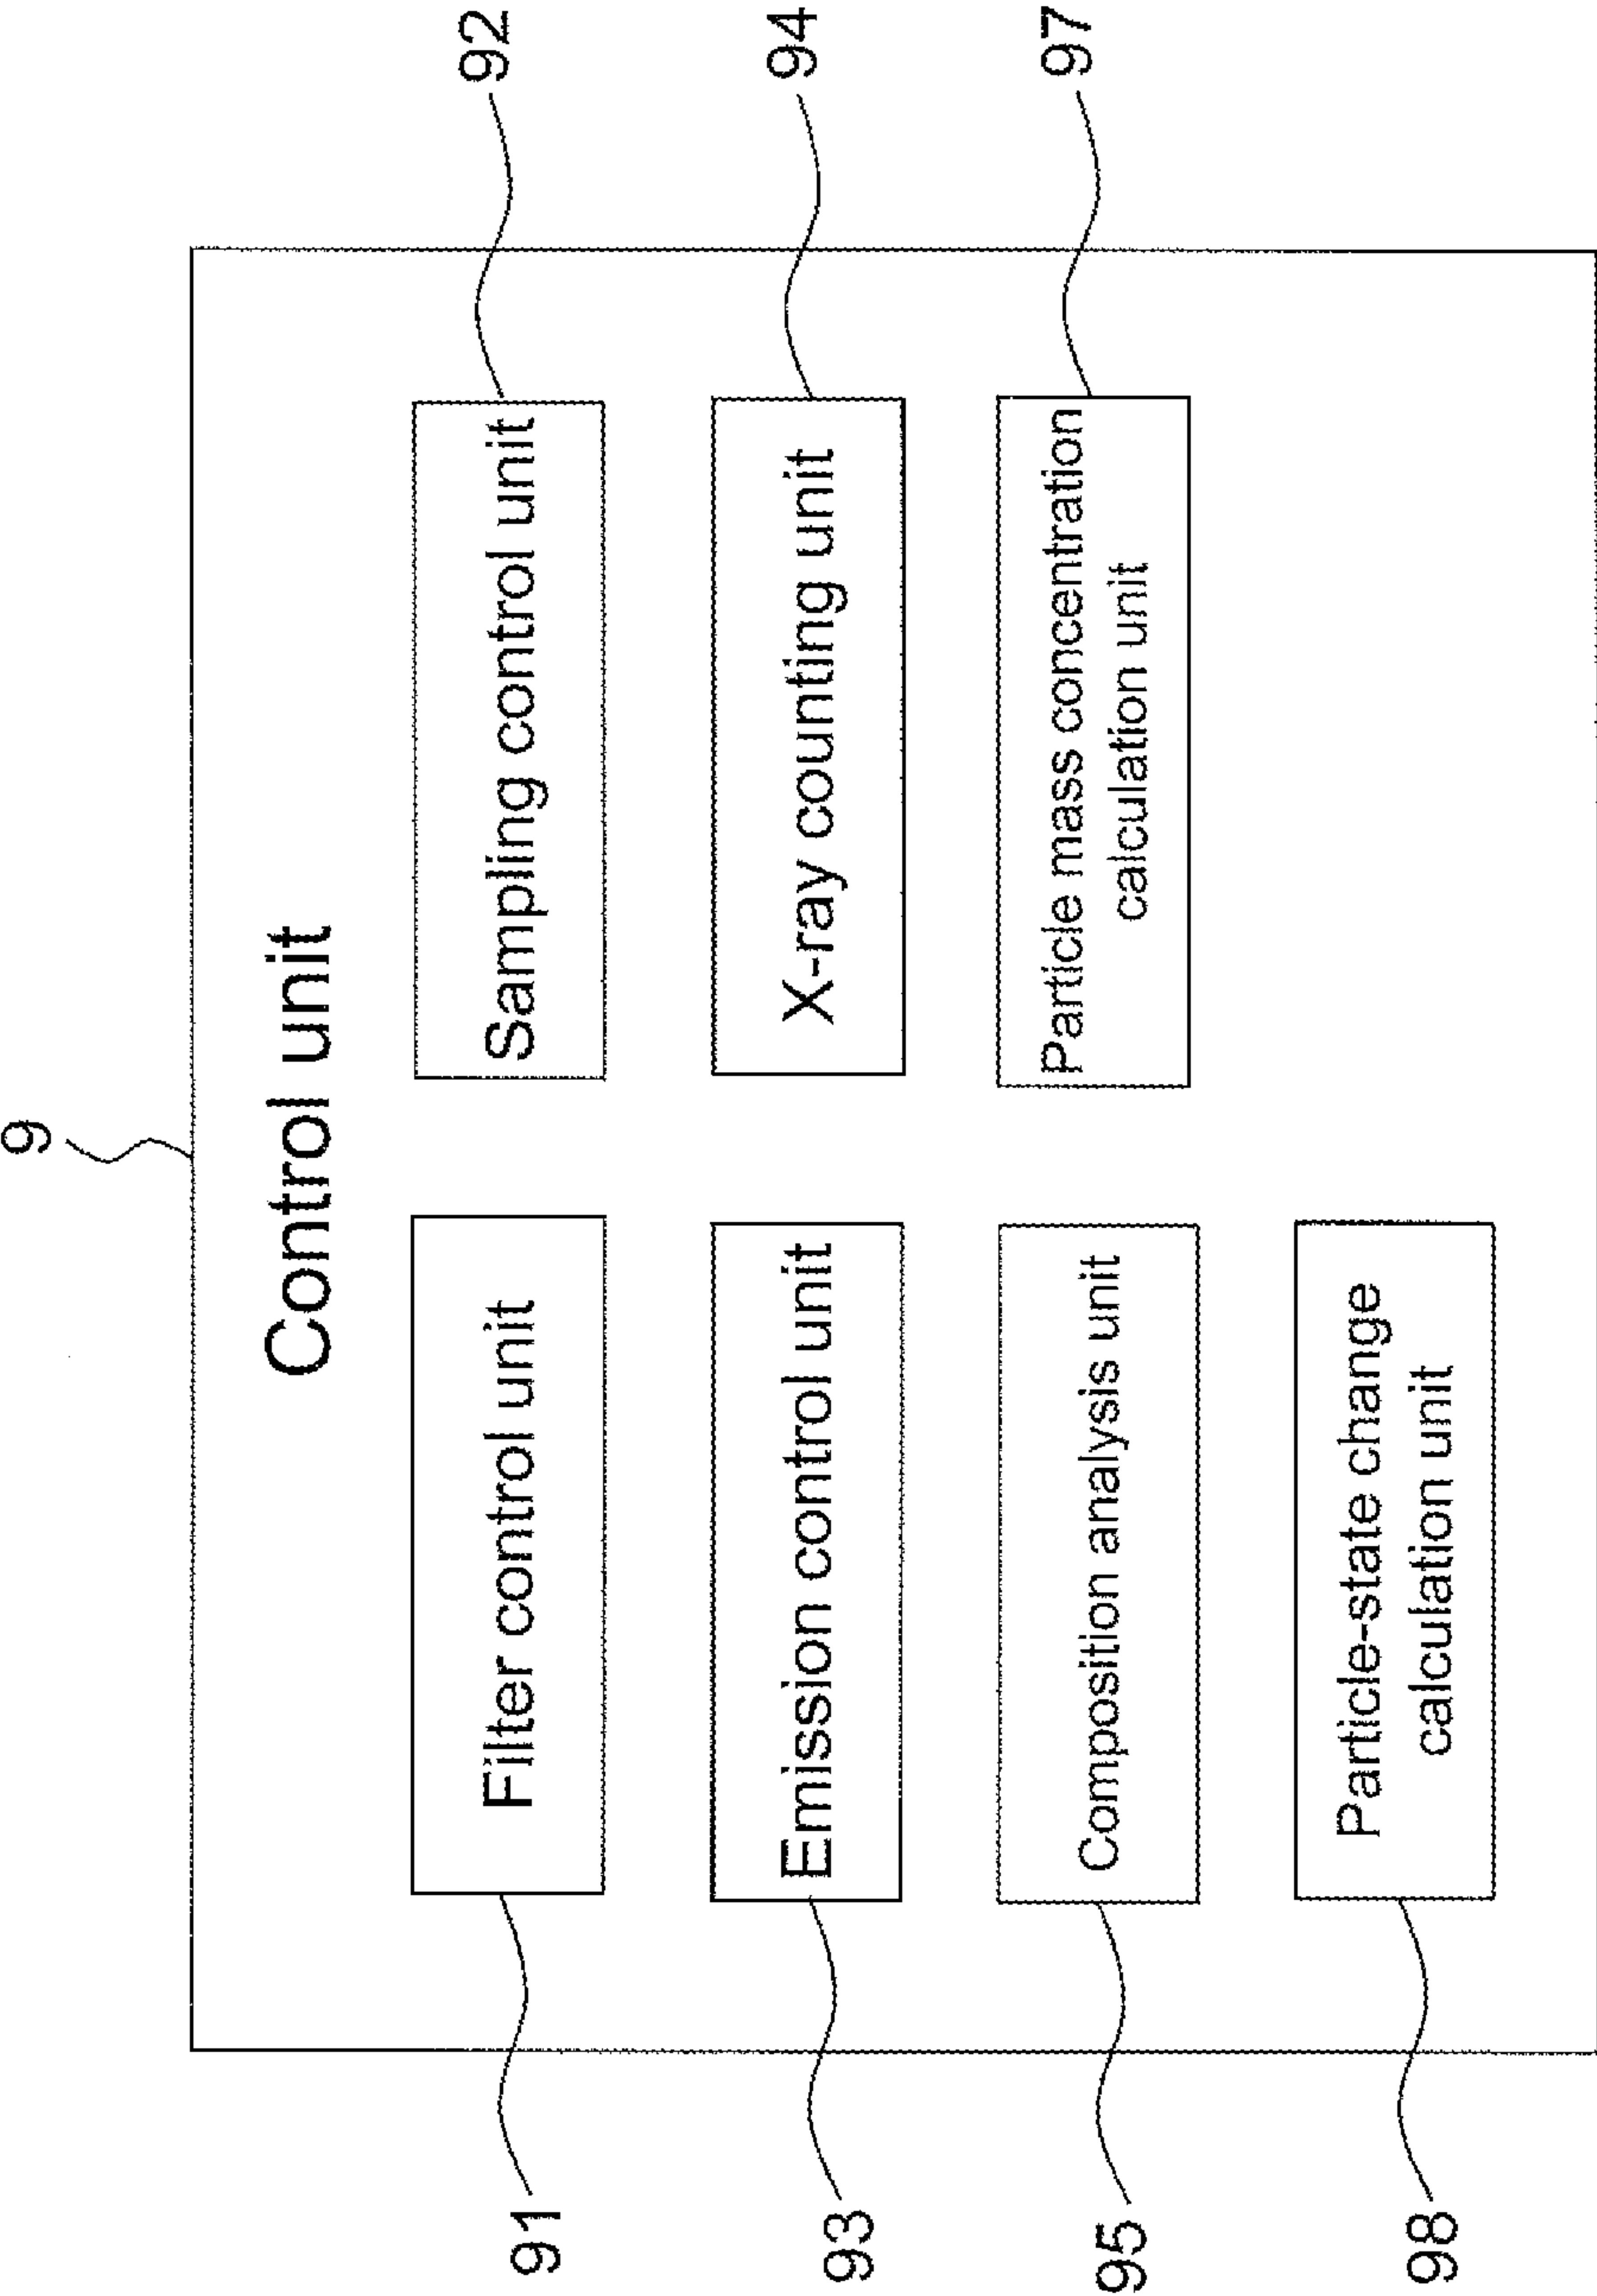 9
Control unit
91
Filter control unit
Sampling control unit
92
93
Emission control unit
X-ray counting unit
94
95
Composition analysis unit
Particle mass concentration
calculation unit
97
98
Particle-state change
calculation unit